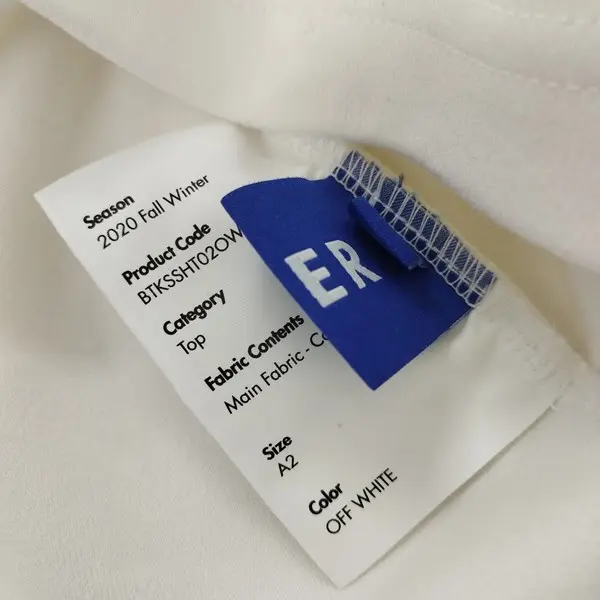 Season
2020 Fall Winter
Product Code
BTKSSHT02OW
Category
Top
Fabric Contents
Main Fabric -
Size
A2
Color
OFF WHITE
ER